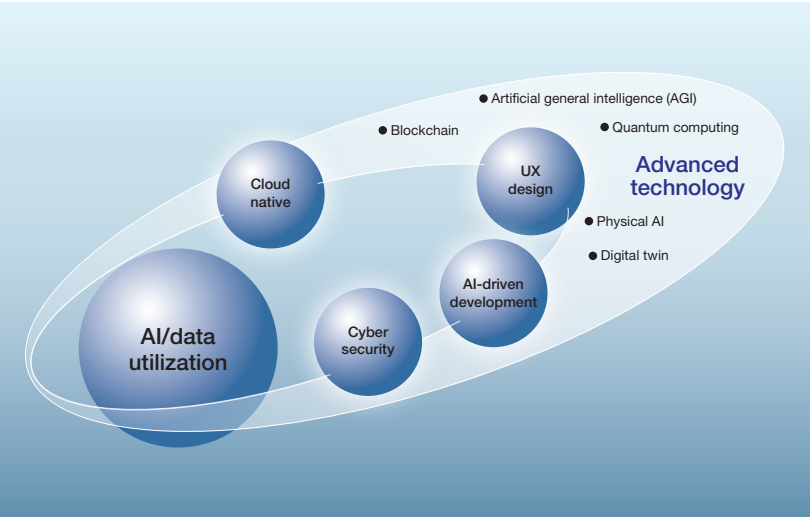 ● Artificial general intelligence (AGI)
● Blockchain
● Quantum computing
Advanced
technology
UX
design
Cloud
native
● Physical AI
● Digital twin
AI-driven
development
Cyber
security
AI/data
utilization